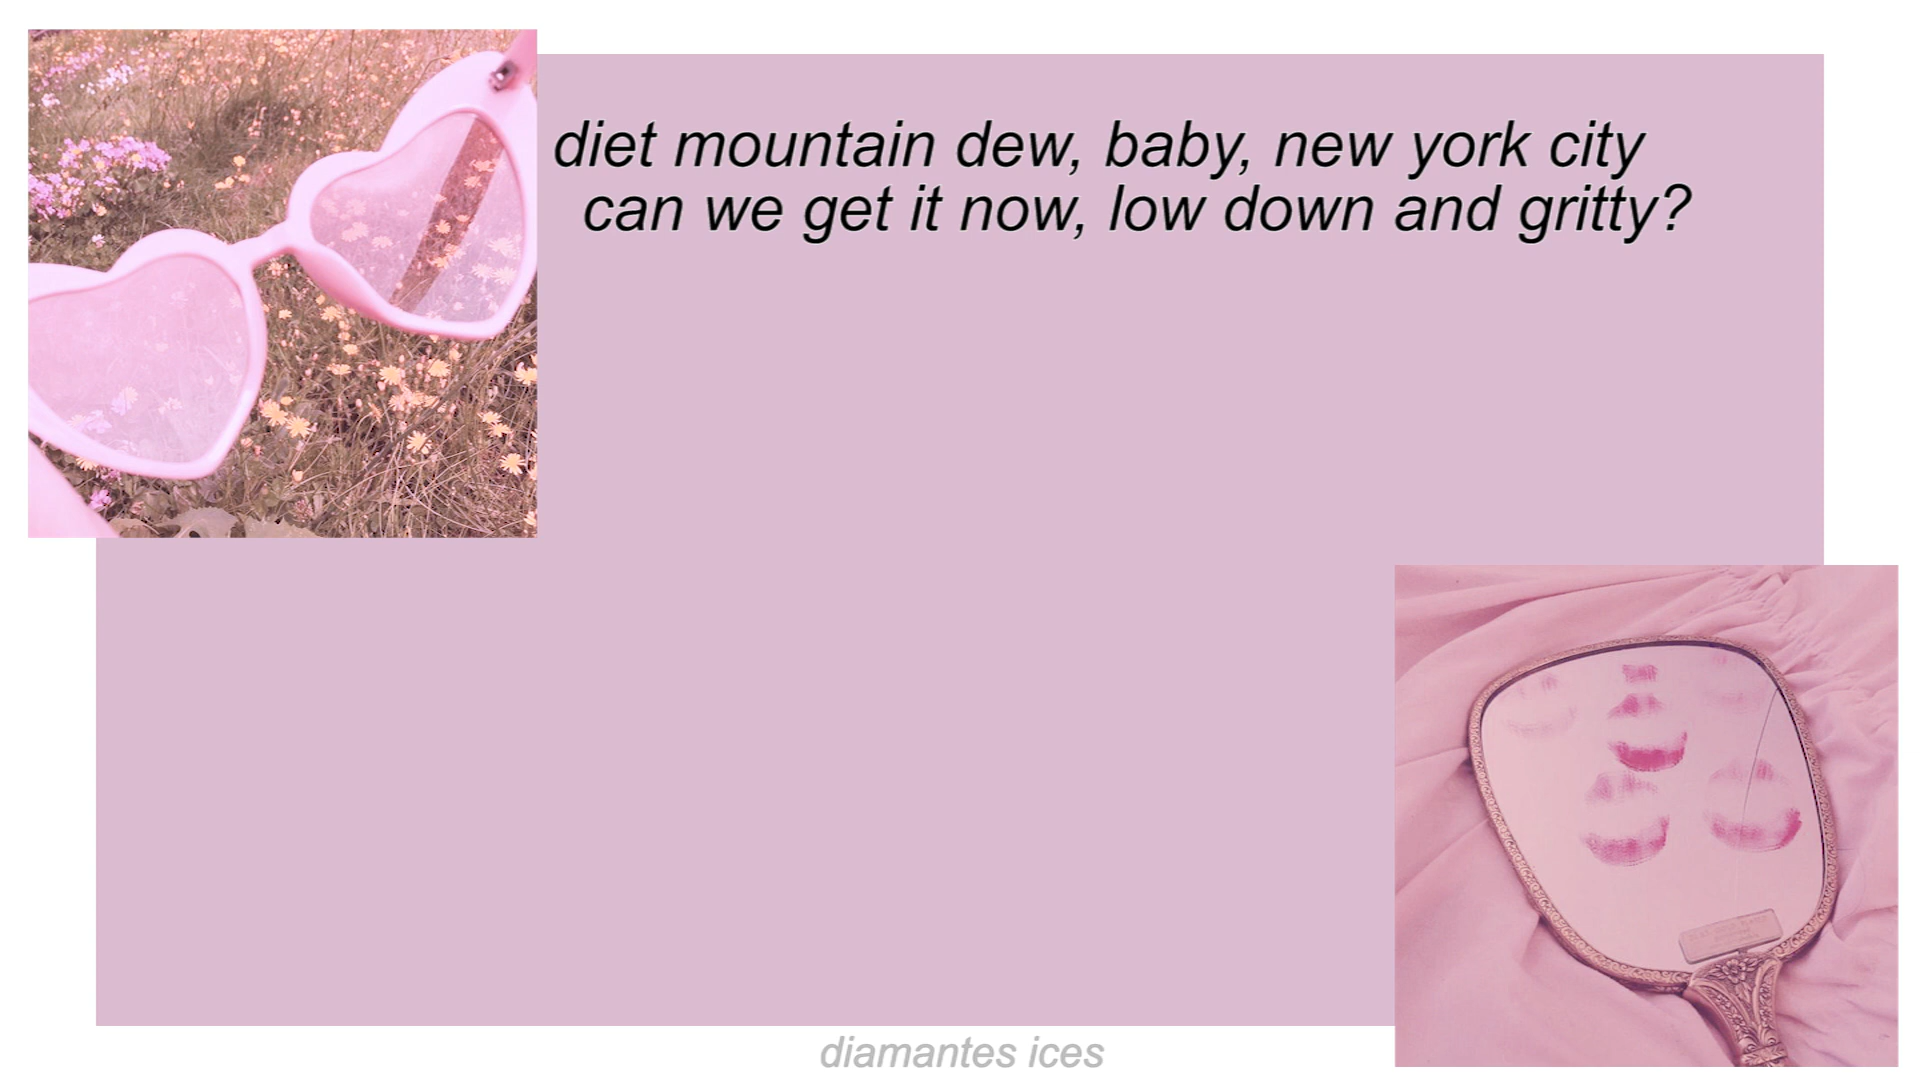 diet mountain dew, baby, new york city
can we get it now, low down and gritty?
diamantes ices